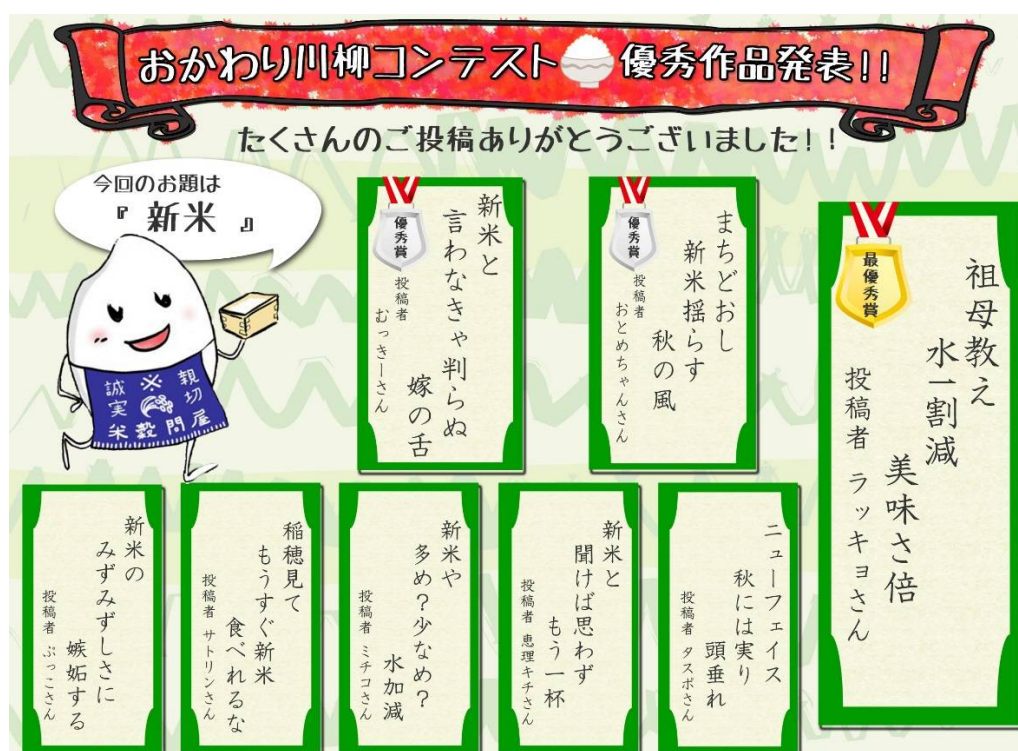 おかわり川柳コンテスト 優秀作品発表!!
たくさんのご投稿ありがとうございました!!
今回のお題は
『新米』
親切
※
誠実
米穀問屋
最優秀賞
祖母教え
水一割減
美味さ倍
投稿者 ラッキョさん
優秀賞
まちどおし
新米揺らす
秋の風
投稿者 おとめちゃんさん
優秀賞
新米と
言わなきゃ判らぬ
嫁の舌
投稿者 むっきーさん
ニューフェイス
秋には実り
頭垂れ
投稿者 タスポさん
新米と
聞けば思わず
もう一杯
投稿者 恵理キチさん
新米や
多め?少なめ?
水加減
投稿者 ミチコさん
稲穂見て
もうすぐ新米
食べれるな
投稿者 サトリンさん
新米の
みずみずしさに
嫉妬する
投稿者 ぷっこさん